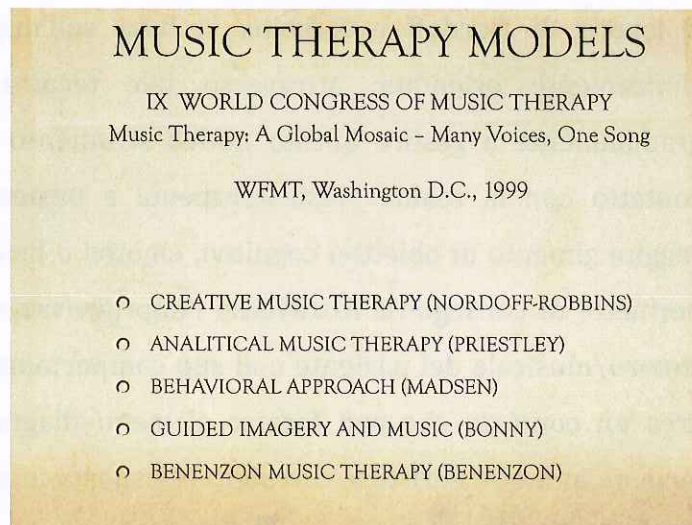 MUSIC THERAPY MODELS
IX WORLD CONGRESS OF MUSIC THERAPY
Music Therapy: A Global Mosaic – Many Voices, One Song
WFMT, Washington D.C., 1999
CREATIVE MUSIC THERAPY (NORDOFF-ROBBINS)
ANALITICAL MUSIC THERAPY (PRIESTLEY)
BEHAVIORAL APPROACH (MADSEN)
GUIDED IMAGERY AND MUSIC (BONNY)
BENENZON MUSIC THERAPY (BENENZON)